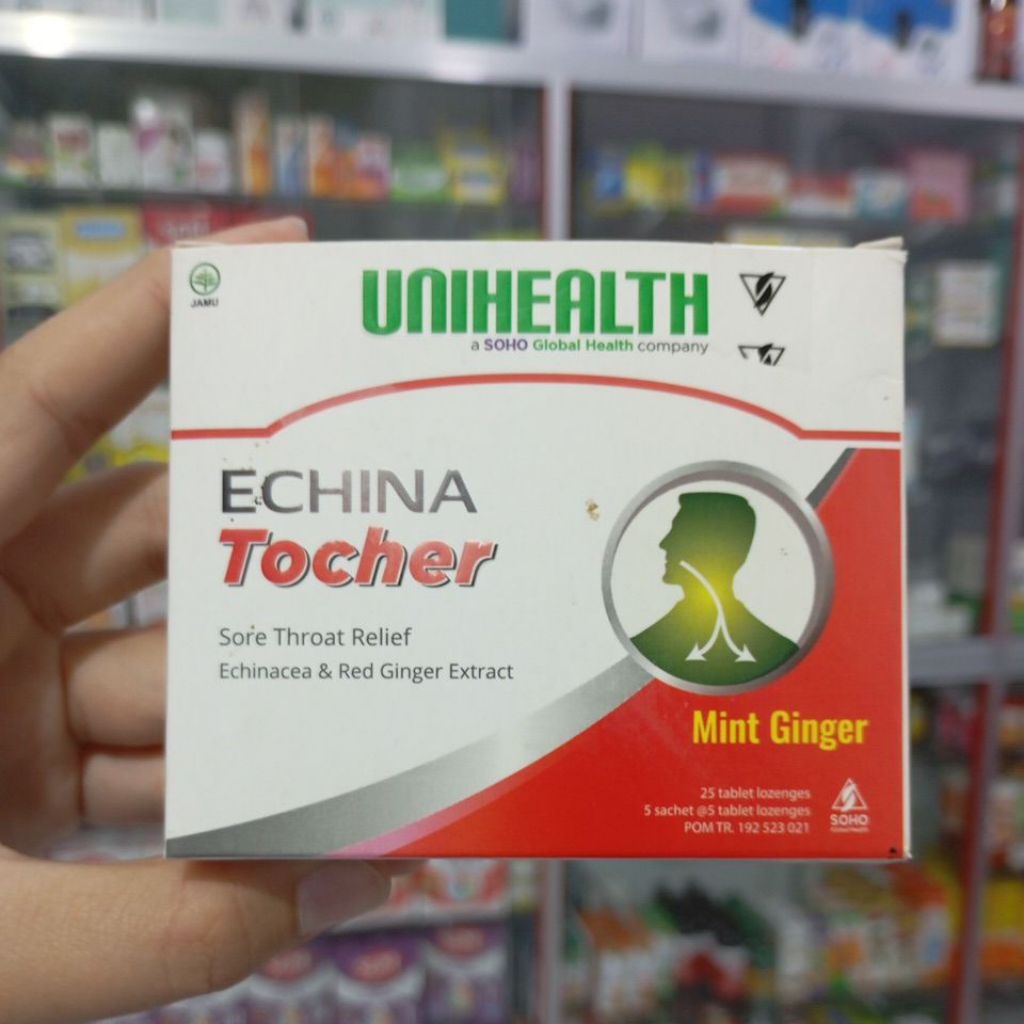 JAMU
UNIHEALTH
a SOHO Global Health company
ECHINA
Tocher
Sore Throat Relief
Echinacea & Red Ginger Extract
Mint Ginger
25 tablet lozenges
5 sachet @5 tablet lozenges
POM TR. 192 523 021
SOHO